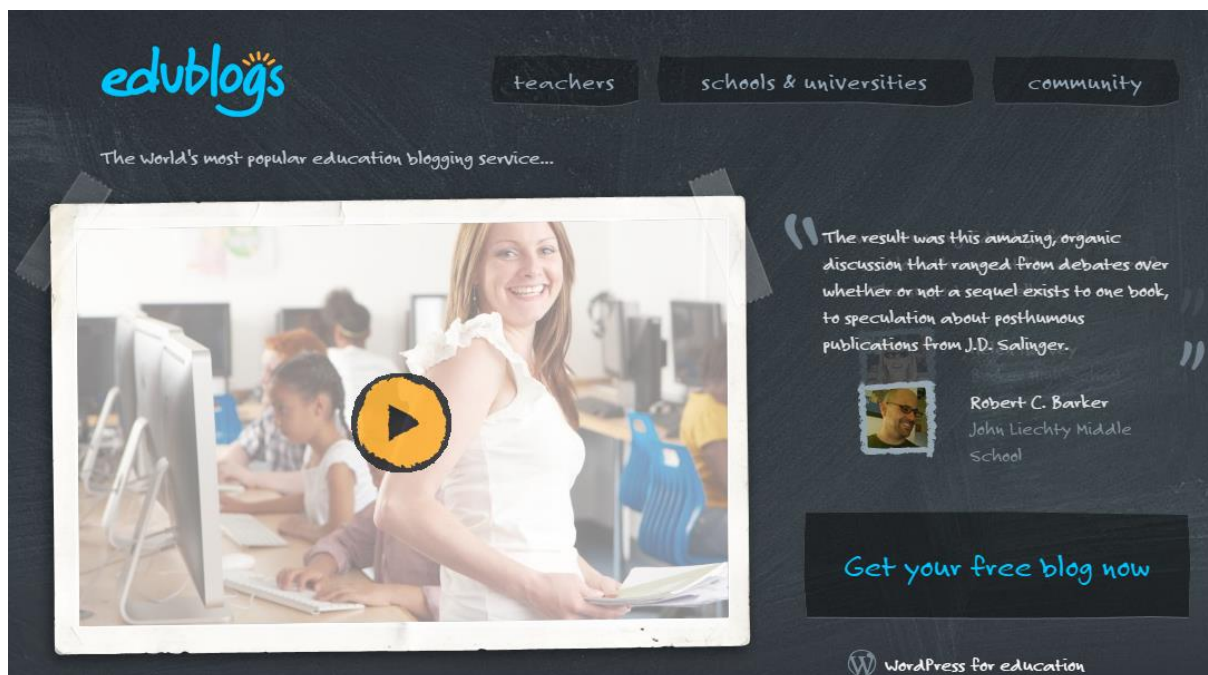 edublogs
teachers
schools & universities
community
The World's most popular education blogging service...
“
The result was this amazing, organic
discussion that ranged from debates over
whether or not a sequel exists to one book,
to speculation about posthumous
publications from J.D. Salinger.
”
Robert C. Barker
John Liechty Middle
School
Get your free blog now
WordPress for education